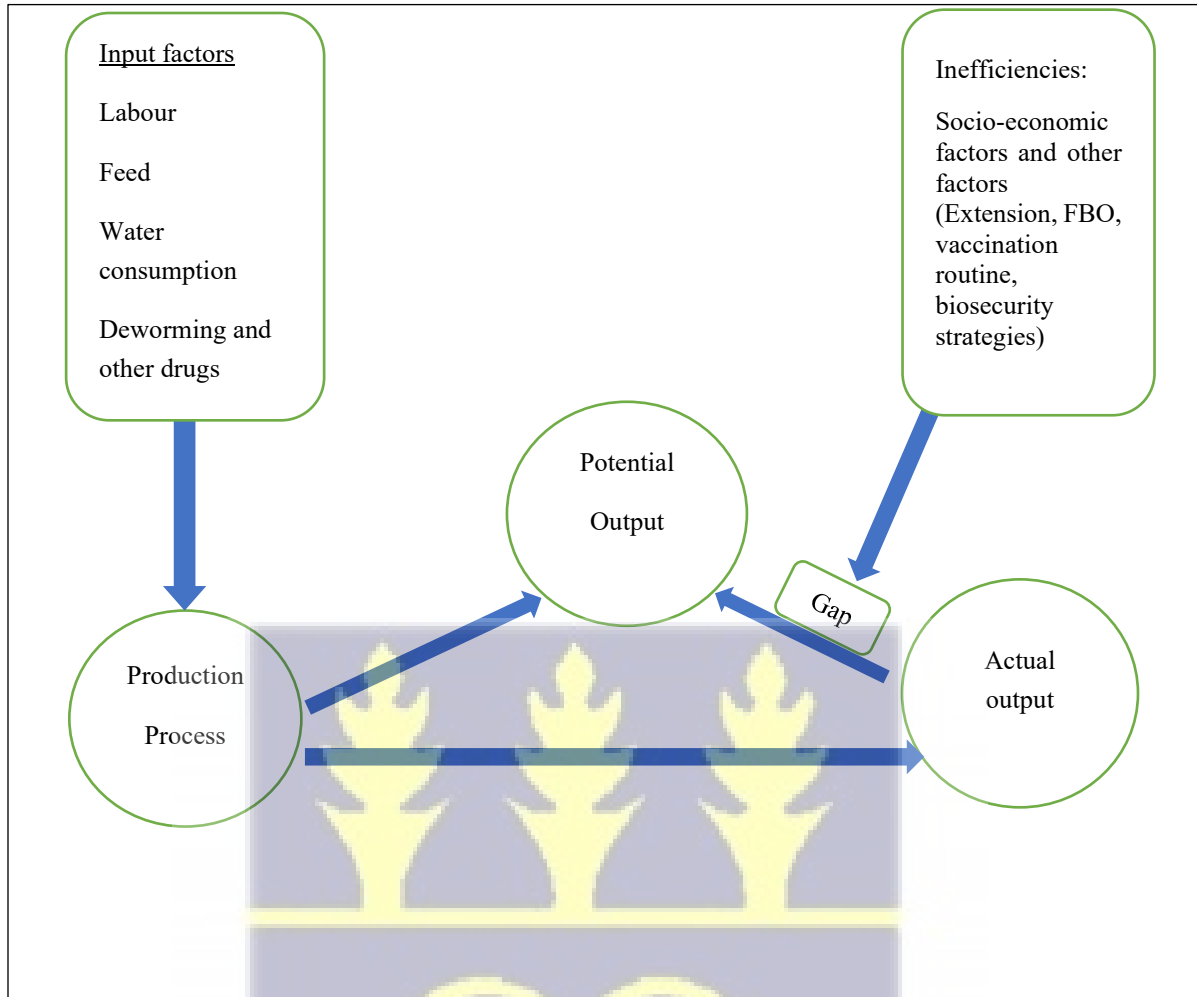 Input factors
Labour
Feed
Water
consumption
Deworming and
other drugs
Inefficiencies:
Socio-economic
factors and other
factors
(Extension, FBO,
vaccination
routine,
biosecurity
strategies)
Potential
Output
Gap
Production
Process
Actual
output